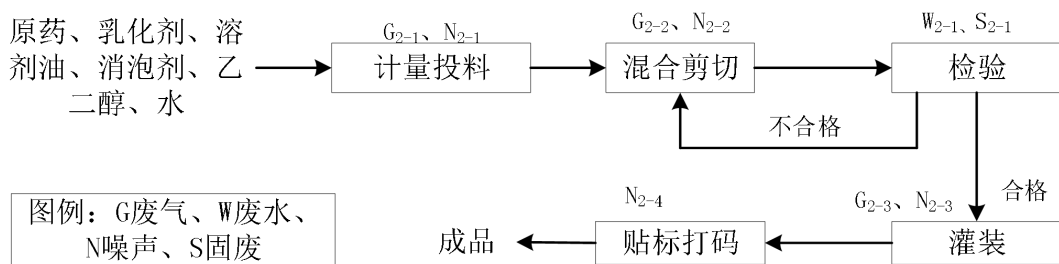 原药、乳化剂、溶
剂油、消泡剂、乙
二醇、水
G2-1、N2-1
计量投料
G2-2、N2-2
混合剪切
W2-1、S2-1
检验
不合格
合格
G2-3、N2-3
灌装
N2-4
贴标打码
成品
图例：G废气、W废水、
N噪声、S固废